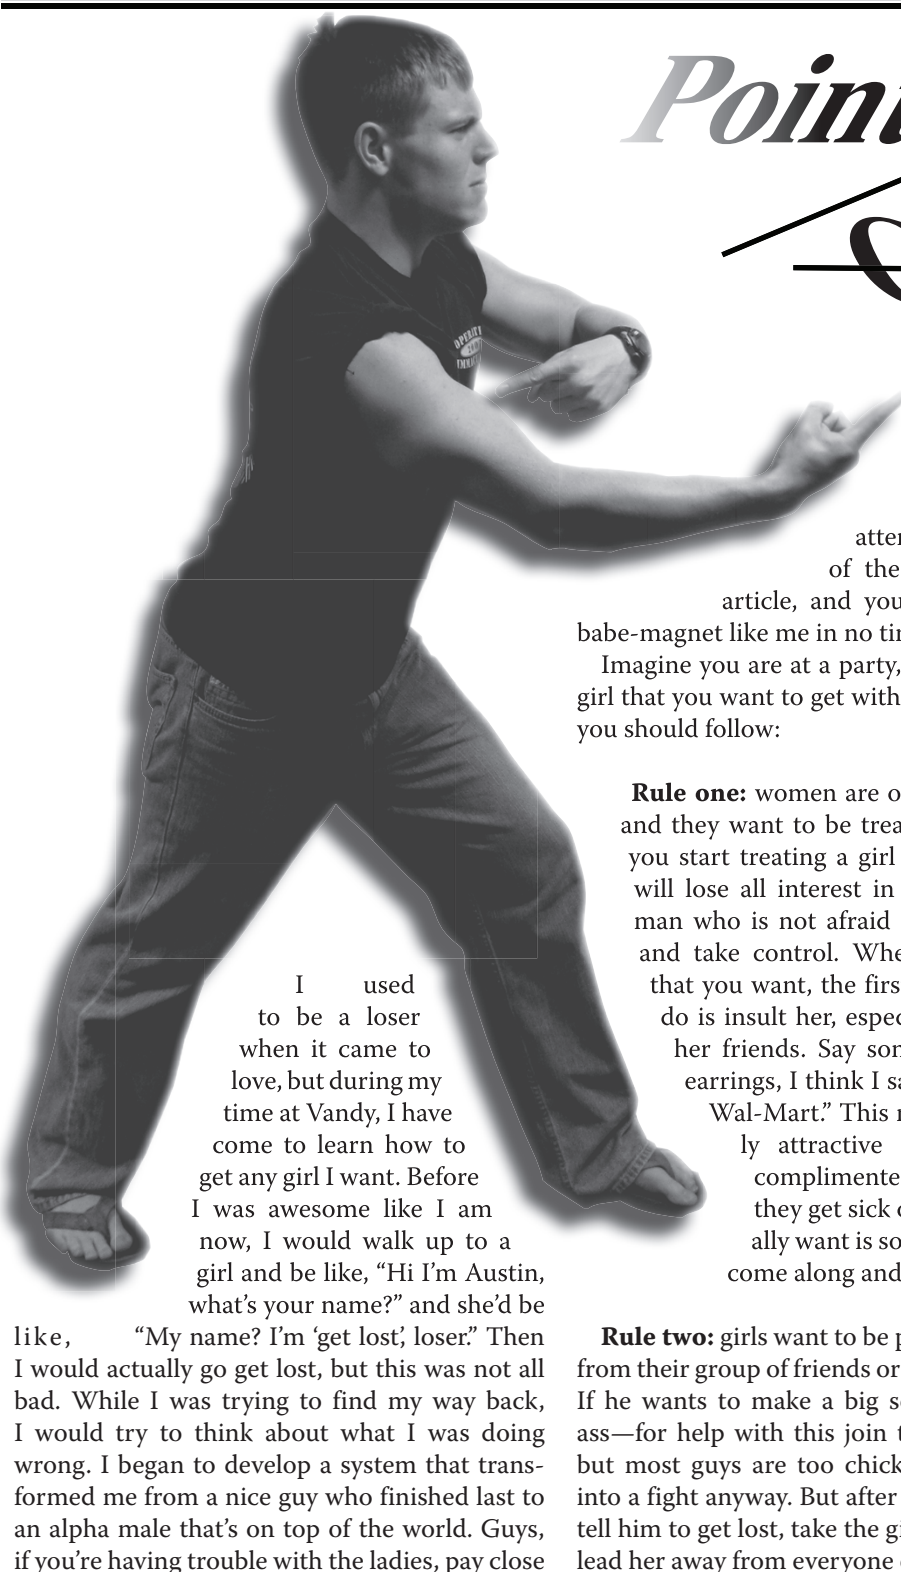 Point
I used
to be a loser
when it came to
love, but during my
time at Vandy, I have
come to learn how to
get any girl I want. Before
I was awesome like I am
now, I would walk up to a
girl and be like, “Hi I’m Austin,
what’s your name?” and she’d be
like, “My name? I’m ‘get lost’, loser.” Then
I would actually go get lost, but this was not all
bad. While I was trying to find my way back,
I would try to think about what I was doing
wrong. I began to develop a system that trans-
formed me from a nice guy who finished last to
an alpha male that’s on top of the world. Guys,
if you’re having trouble with the ladies, pay close
of the
article, and you
babe-magnet like me in no
Imagine you are at a party,
girl that you want to get with
you should follow:
Rule one: women are
and they want to be
you start treating a girl
will lose all interest in
man who is not afraid
and take control.
that you want, the
do is insult her,
her friends. Say
earrings, I think I
Wal-Mart.” This
ly attractive
they get sick
ally want is
come along and
Rule two: girls want to be
from their group of friends or
If he wants to make a big
ass—for help with this join
but most guys are too
into a fight anyway. But after
tell him to get lost, take the
lead her away from everyone